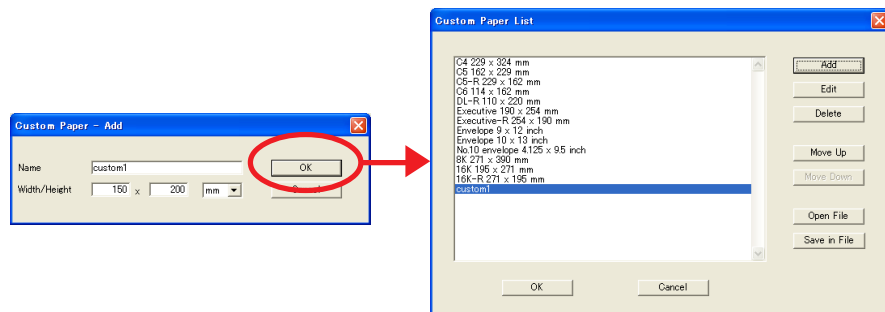 Custom Paper - Add
Name
custom1
OK
Width/Height
150 x 200 mm
Custom Paper List
C4 229 x 324 mm
C5 162 x 229 mm
C5-R 229 x 162 mm
C6 114 x 162 mm
DL-R 110 x 220 mm
Executive 190 x 254 mm
Executive-R 254 x 190 mm
Envelope 9 x 12 inch
Envelope 10 x 13 inch
No.10 envelope 4.125 x 9.5 inch
8K 271 x 390 mm
16K 195 x 271 mm
16K-R 271 x 195 mm
custom1
Add
Edit
Delete
Move Up
Move Down
Open File
Save in File
OK
Cancel